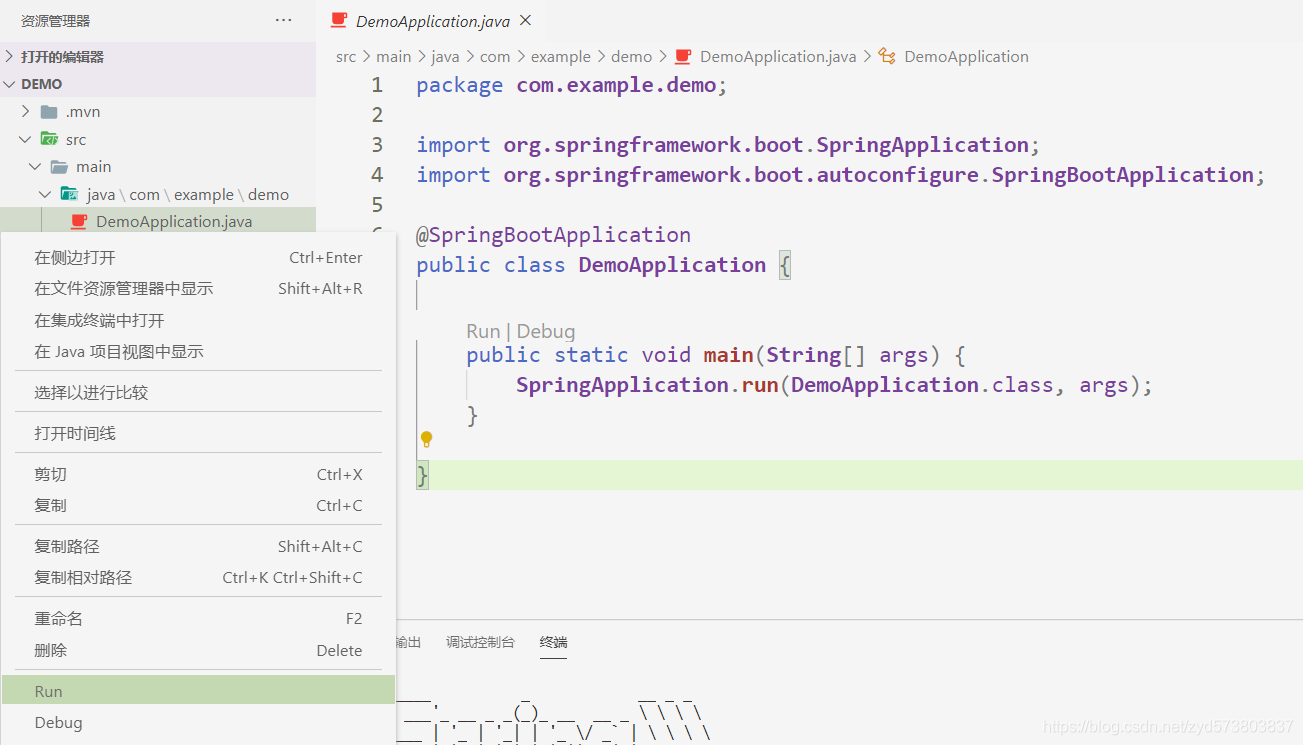 资源管理器 ···
打开的编辑器
DEMO
.mvn
src
main
java \ com \ example \ demo
DemoApplication.java
在侧边打开 Ctrl+Enter
在文件资源管理器中显示 Shift+Alt+R
在集成终端中打开
在 Java 项目视图中显示
选择以进行比较
打开时间线
剪切 Ctrl+X
复制 Ctrl+C
复制路径 Shift+Alt+C
复制相对路径 Ctrl+K Ctrl+Shift+C
重命名 F2
删除 Delete
Run
Debug
DemoApplication.java ×
src > main > java > com > example > demo > DemoApplication.java > DemoApplication
1 package com.example.demo;
2
3 import org.springframework.boot.SpringApplication;
4 import org.springframework.boot.autoconfigure.SpringBootApplication;
5
@SpringBootApplication
public class DemoApplication {
Run | Debug
public static void main(String[] args) {
SpringApplication.run(DemoApplication.class, args);
}
}
输出 调试控制台 终端
https://blog.csdn.net/zyd573803837